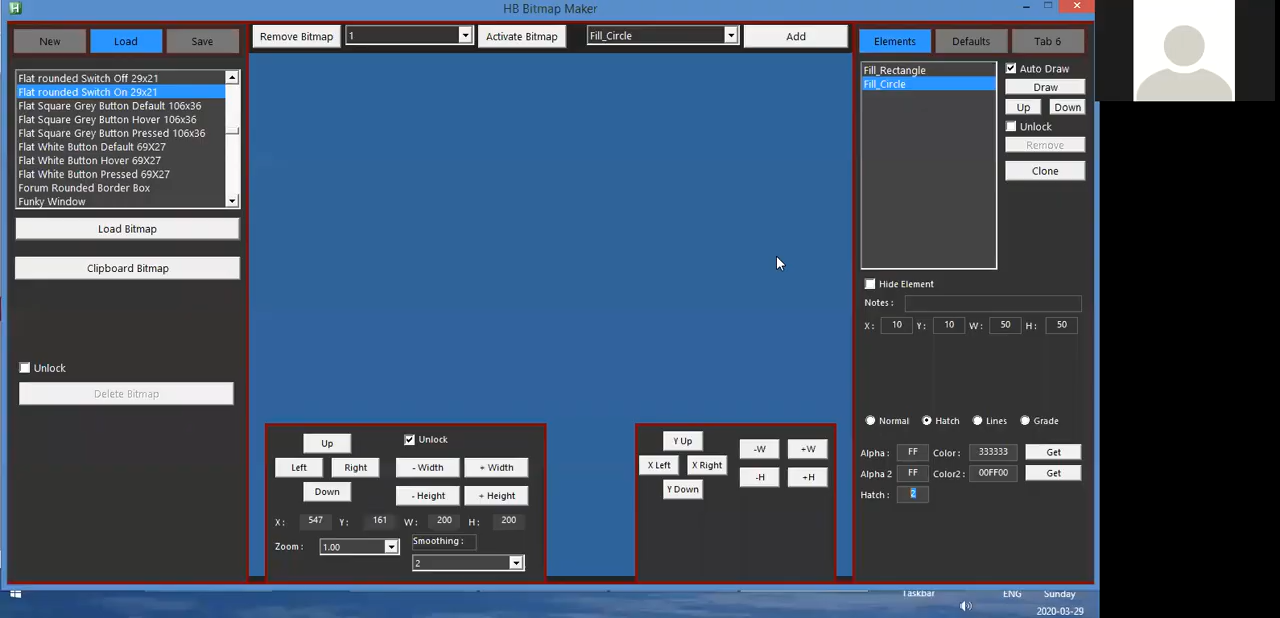 HB Bitmap Maker
New Load Save
Remove Bitmap 1 Activate Bitmap Fill_Circle Add
Elements Defaults Tab 6
Flat rounded Switch Off 29x21
Flat rounded Switch On 29x21
Flat Square Grey Button Default 106x36
Flat Square Grey Button Hover 106x36
Flat Square Grey Button Pressed 106x36
Flat White Button Default 69X27
Flat White Button Hover 69X27
Flat White Button Pressed 69X27
Forum Rounded Border Box
Funky Window
Load Bitmap
Clipboard Bitmap
Unlock
Delete Bitmap
Up
Left Right
Down
Unlock
- Width + Width
- Height + Height
X: 547 Y: 161 W: 200 H: 200
Zoom: 1.00
Smoothing:
2
Y Up
X Left X Right
Y Down
-W +W
-H +H
Fill_Rectangle
Fill_Circle
Auto Draw
Draw
Up Down
Unlock
Remove
Clone
Hide Element
Notes:
X: 10 Y: 10 W: 50 H: 50
Normal Hatch Lines Grade
Alpha: FF Color: 333333 Get
Alpha 2 FF Color2: 00FF00 Get
Hatch: 2
Taskbar ENG Sunday
2020-03-29